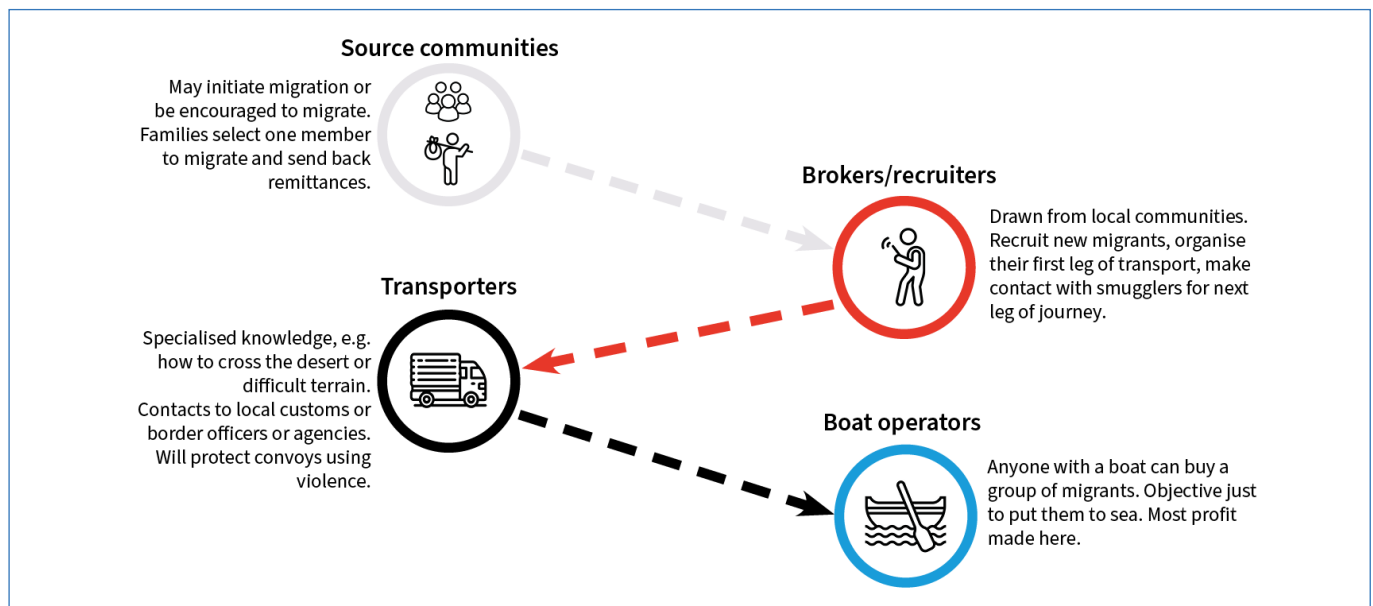 Source communities
May initiate migration or
be encouraged to migrate.
Families select one member
to migrate and send back
remittances.
Brokers/recruiters
Drawn from local communities.
Recruit new migrants, organise
their first leg of transport, make
contact with smugglers for next
leg of journey.
Transporters
Specialised knowledge, e.g.
how to cross the desert or
difficult terrain.
Contacts to local customs or
border officers or agencies.
Will protect convoys using
violence.
Boat operators
Anyone with a boat can buy a
group of migrants. Objective just
to put them to sea. Most profit
made here.